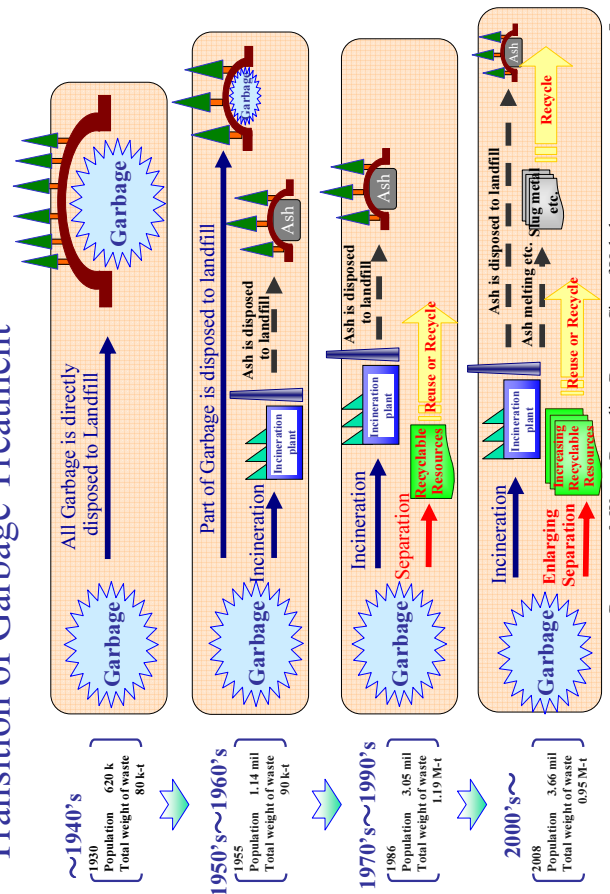 Transition of Garbage Treatment
～1940's
1930
Population 620 k
Total weight of waste
80 k-t
Garbage
All Garbage is directly
disposed to Landfill
Garbage
1950's～1960's
1955
Population 1.14 mil
Total weight of waste
90 k-t
Garbage
Part of Garbage is disposed to landfill
Garbage
Incineration
Incineration
plant
Ash is disposed
to landfill
Ash
1970's～1990's
1986
Population 3.05 mil
Total weight of waste
1.19 M-t
Garbage
Incineration
Incineration
plant
Ash is disposed
to landfill
Ash
Separation
Recyclable
Resources
Reuse or Recycle
2000's～
2008
Population 3.66 mil
Total weight of waste
0.95 M-t
Garbage
Incineration
Incineration
plant
Ash is disposed to landfill
Ash
Ash melting etc.
Slug metal
etc.
Recycle
Enlarging
Separation
Increasing
Recyclable
Resources
Reuse or Recycle